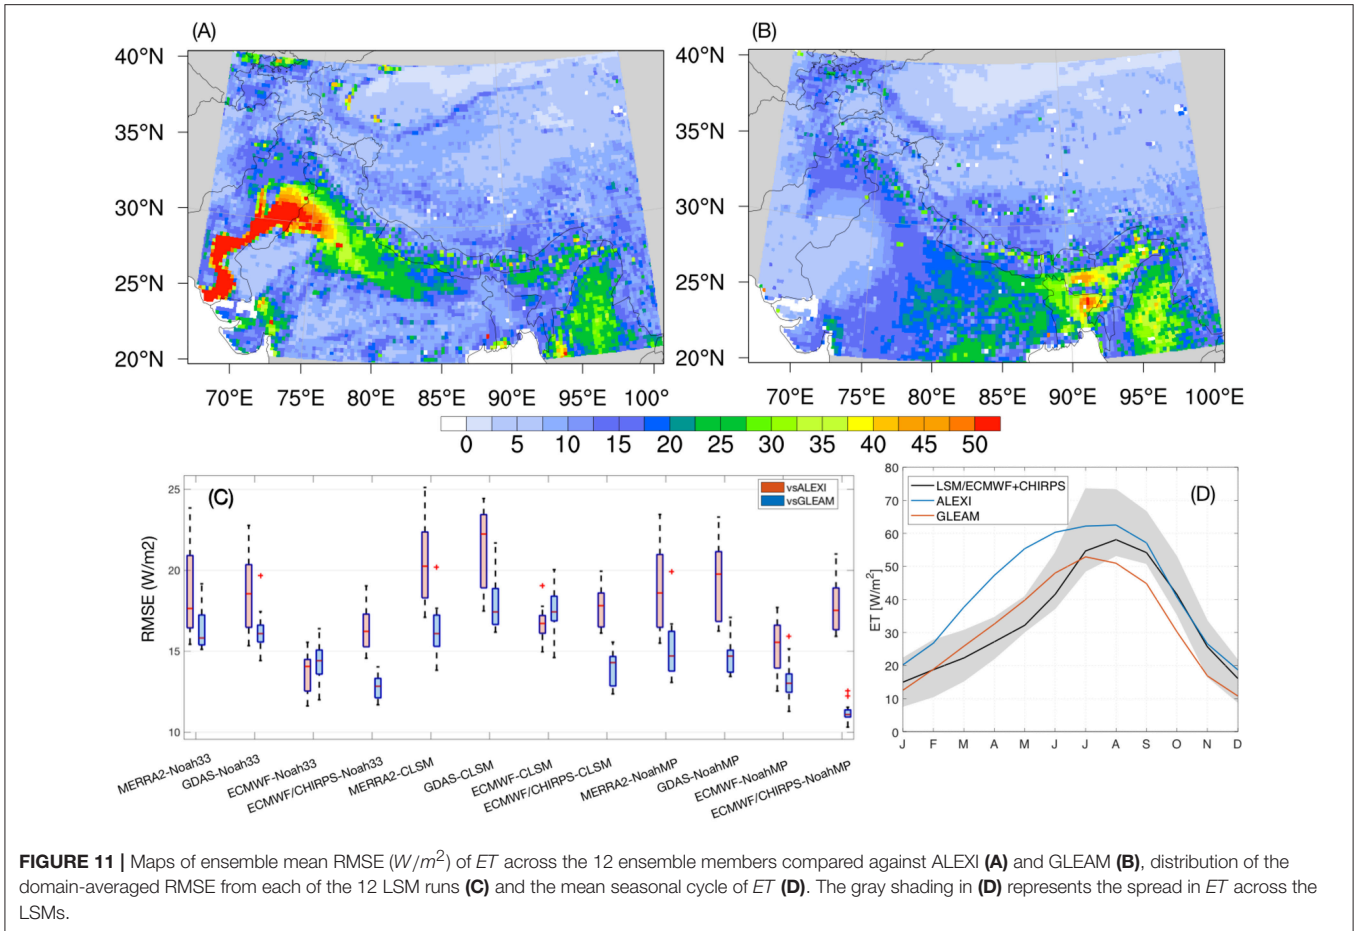 (A)
(B)
40°N
35°N
30°N
25°N
20°N
40°N
35°N
30°N
25°N
20°N
70°E 75°E 80°E 85°E 90°E 95°E 100°
70°E 75°E 80°E 85°E 90°E 95°E 100°E
0 5 10 15 20 25 30 35 40 45 50
(C)
vsALEXI
vsGLEAM
RMSE (W/m2)
25
20
15
10
MERRA2-Noah33
GDAS-Noah33
ECMWF-Noah33
ECMWF/CHIRPS-Noah33
MERRA2-CLSM
GDAS-CLSM
ECMWF-CLSM
ECMWF/CHIRPS-CLSM
MERRA2-NoahMP
GDAS-NoahMP
ECMWF-NoahMP
ECMWF/CHIRPS-NoahMP
(D)
LSM/ECMWF+CHIRPS
ALEXI
GLEAM
ET [W/m²]
80
70
60
50
40
30
20
10
0
J F M A M J J A S O N D
FIGURE 11 | Maps of ensemble mean RMSE (W/m²) of ET across the 12 ensemble members compared against ALEXI (A) and GLEAM (B), distribution of the
domain-averaged RMSE from each of the 12 LSM runs (C) and the mean seasonal cycle of ET (D). The gray shading in (D) represents the spread in ET across the
LSMs.